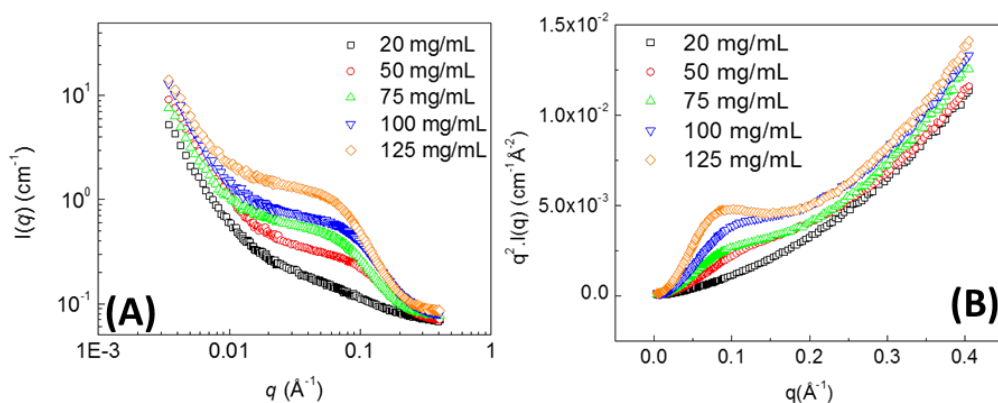 I(q) (cm⁻¹)
10¹
10⁰
10⁻¹
1E-3
0.01
0.1
1
q (Å⁻¹)
20 mg/mL
50 mg/mL
75 mg/mL
100 mg/mL
125 mg/mL
(A)
q².I(q) (cm⁻¹Å⁻²)
1.5x10⁻²
1.0x10⁻²
5.0x10⁻³
0.0
0.0
0.1
0.2
0.3
0.4
q(Å⁻¹)
20 mg/mL
50 mg/mL
75 mg/mL
100 mg/mL
125 mg/mL
(B)